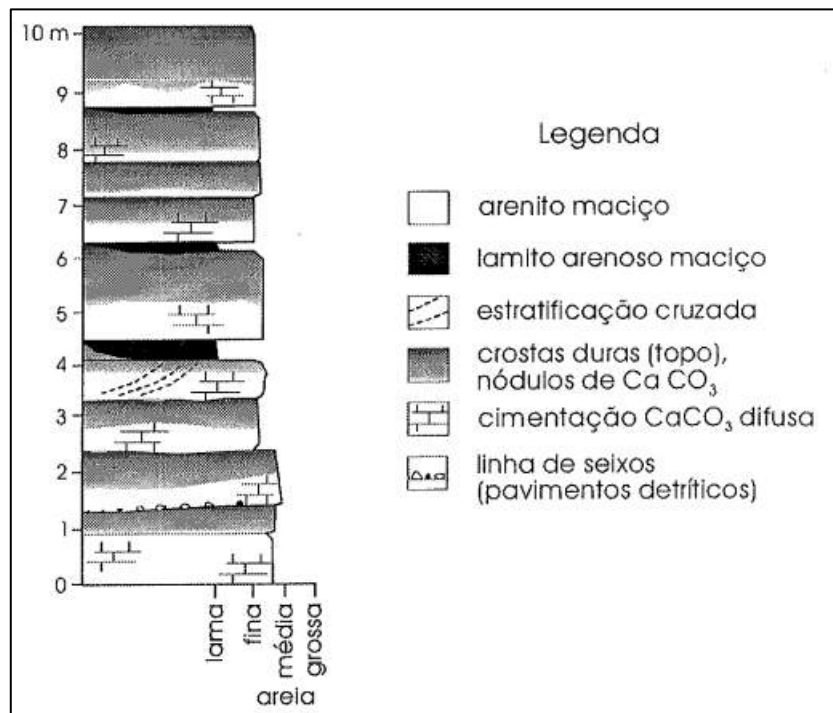 10 m
9
8
7
6
5
4
3
2
1
0
lama
fina
média
grossa
areia
Legenda
arenito maciço
lamito arenoso maciço
estratificação cruzada
crostas duras (topo),
nódulos de Ca CO₃
cimentação CaCO₃ difusa
linha de seixos
(pavimentos detríticos)